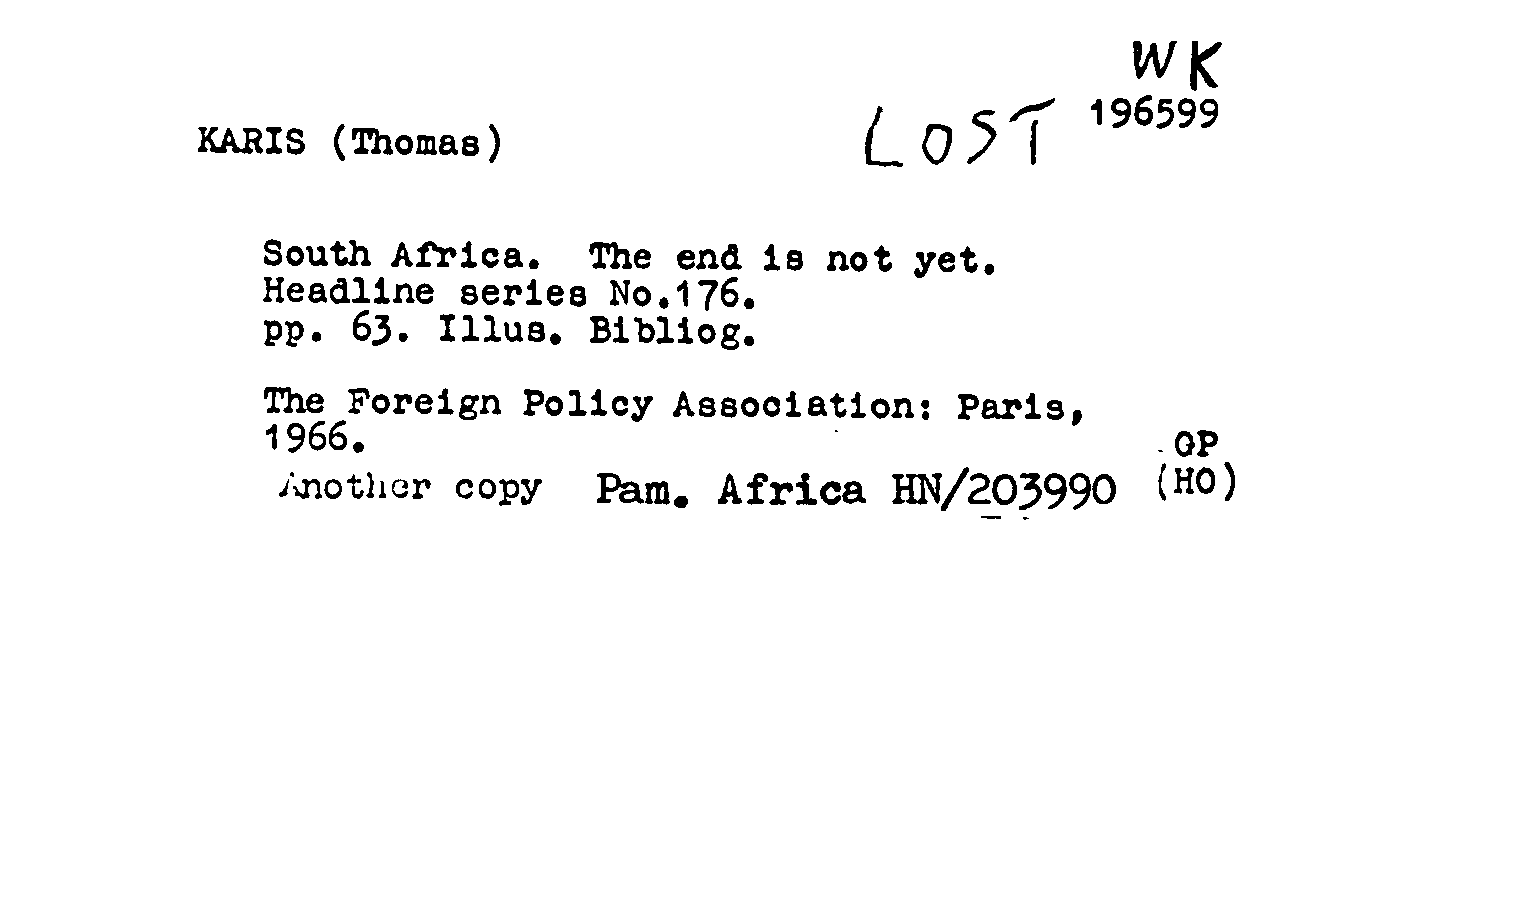 WK
LOST 196599
KARIS (Thomas)
South Africa. The end is not yet.
Headline series No.176.
pp. 63. Illus. Bibliog.
The Foreign Policy Association: Paris,
1966.
GP
Another copy Pam. Africa HN/203990 (HO)